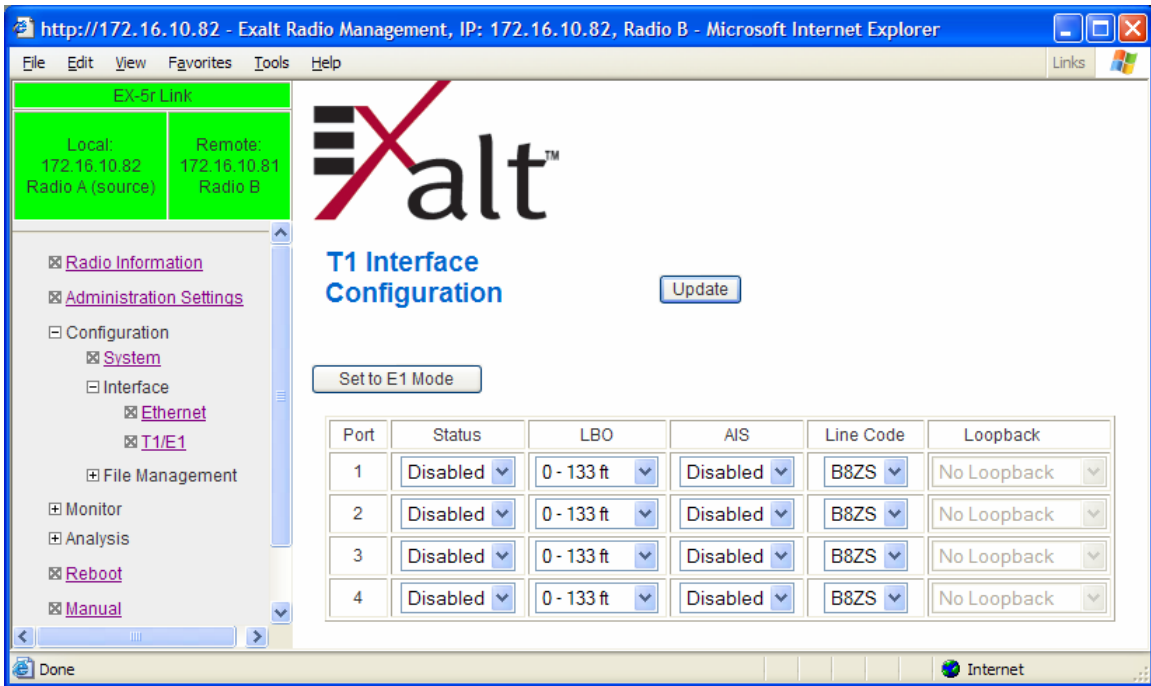 http://172.16.10.82 - Exalt Radio Management, IP: 172.16.10.82, Radio B - Microsoft Internet Explorer
File Edit View Favorites Tools Help Links
EX-5r Link
Local:
172.16.10.82
Radio A (source)
Remote:
172.16.10.81
Radio B
Radio Information
Administration Settings
Configuration
System
Interface
Ethernet
T1/E1
File Management
Monitor
Analysis
Reboot
Manual
Exalt™
T1 Interface
Configuration
Update
Set to E1 Mode
Port Status LBO AIS Line Code Loopback
1 Disabled 0 - 133 ft Disabled B8ZS No Loopback
2 Disabled 0 - 133 ft Disabled B8ZS No Loopback
3 Disabled 0 - 133 ft Disabled B8ZS No Loopback
4 Disabled 0 - 133 ft Disabled B8ZS No Loopback
Done Internet